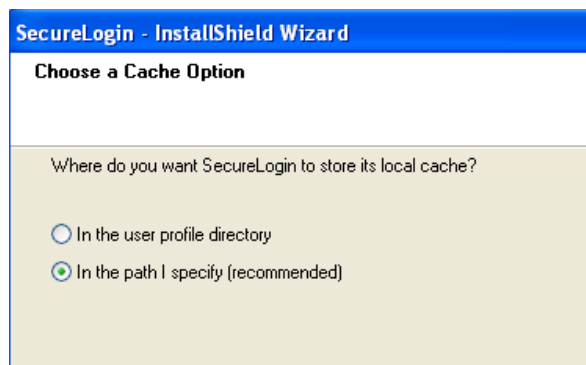 SecureLogin - InstallShield Wizard
Choose a Cache Option
Where do you want SecureLogin to store its local cache?
In the user profile directory
In the path I specify (recommended)